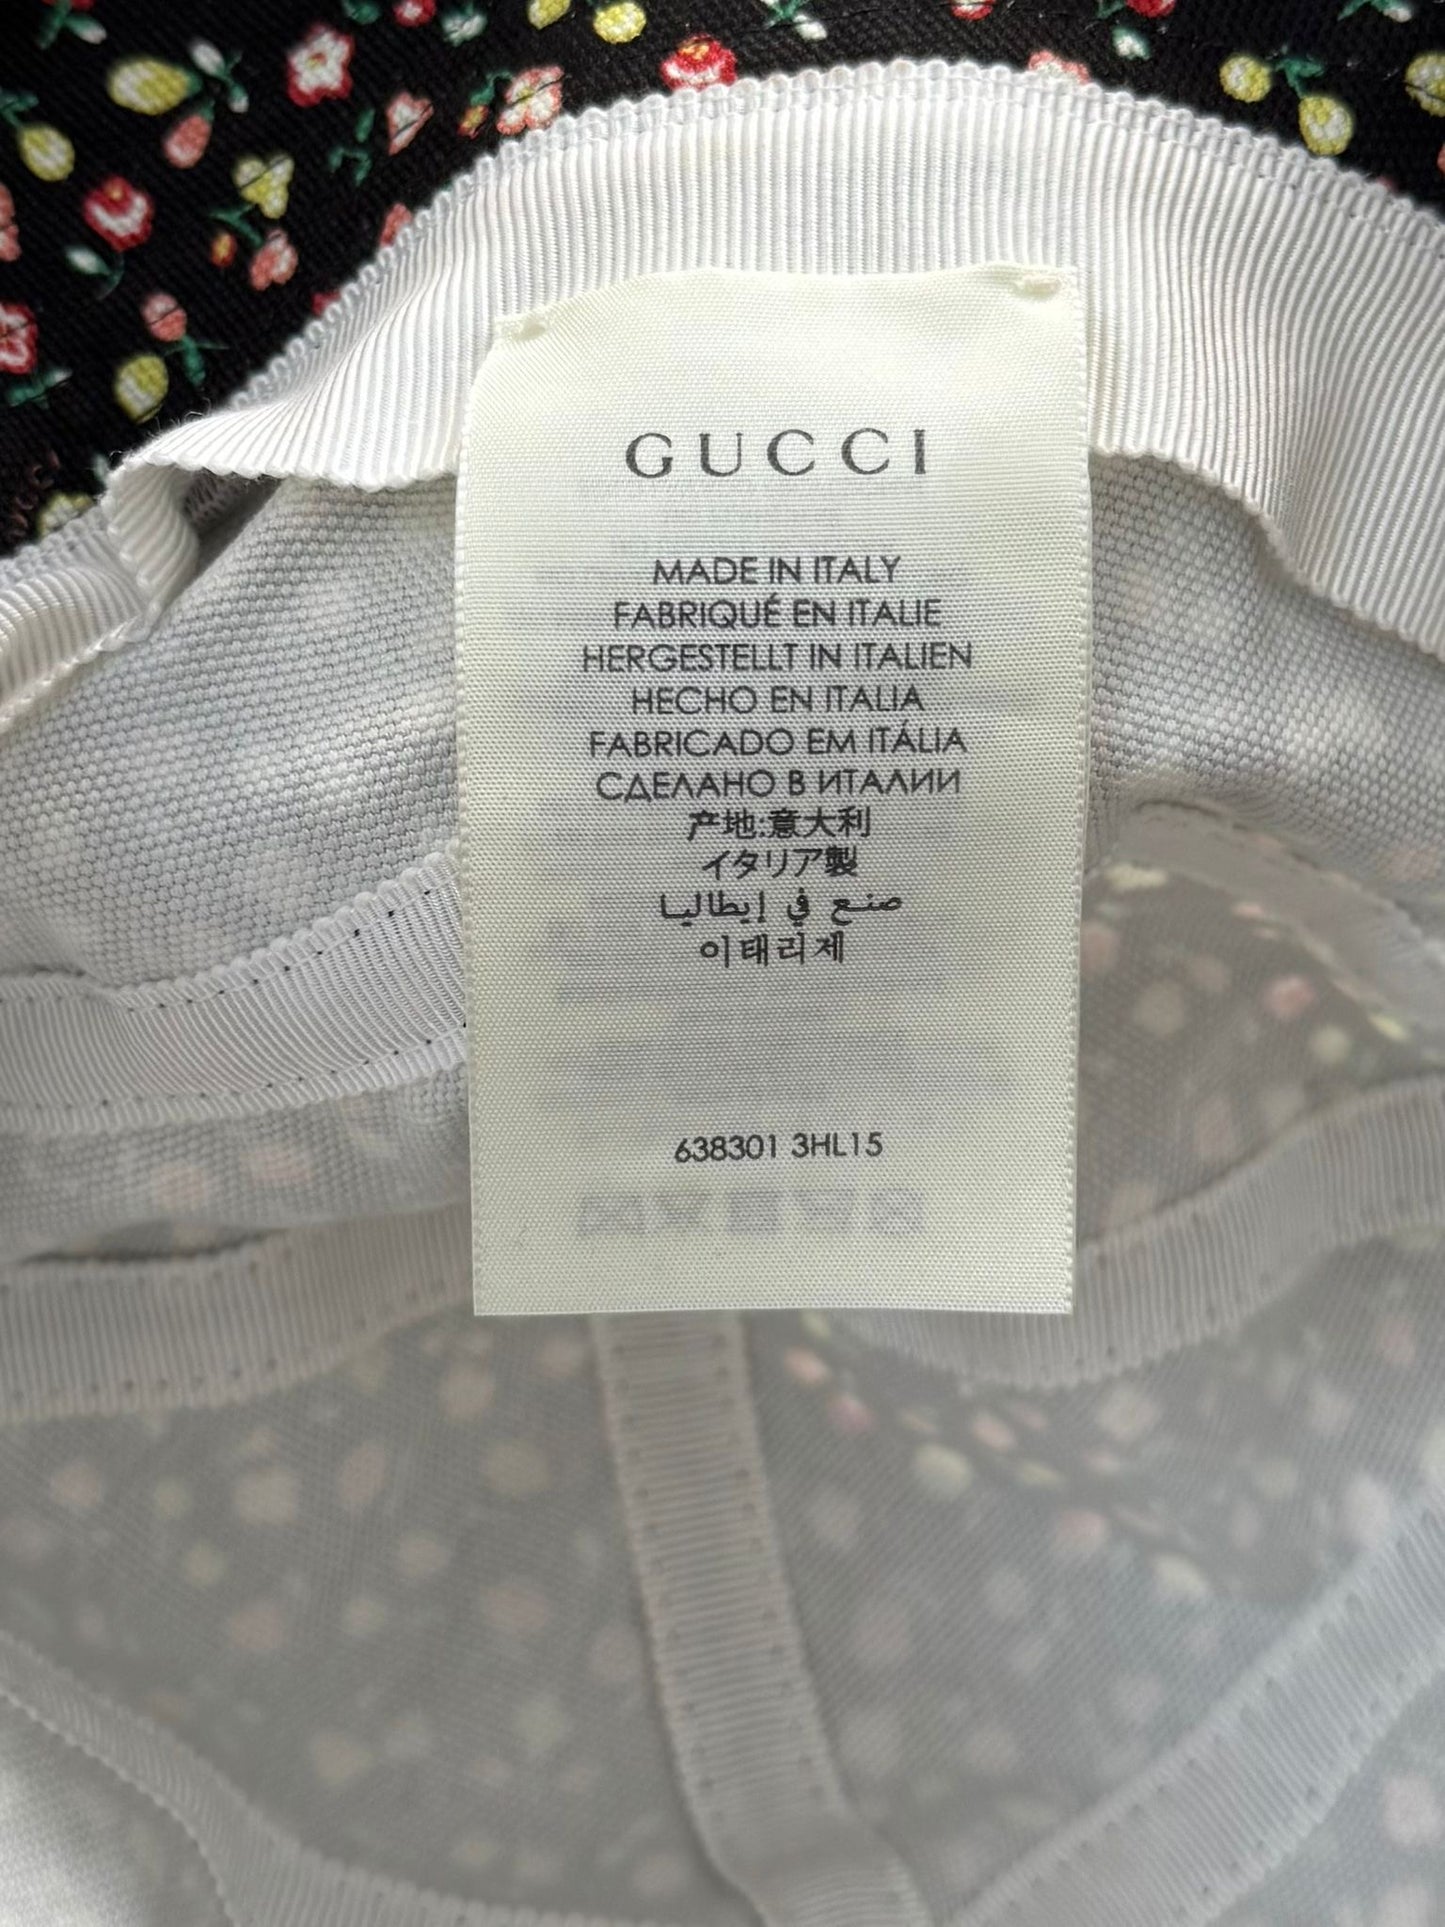 GUCCI
MADE IN ITALY
FABRIQUÉ EN ITALIE
HERGESTELLT IN ITALIEN
HECHO EN ITALIA
FABRICADO EM ITÁLIA
СДЕЛАНО В ИТАЛИИ
产地:意大利
イタリア製
صنع في إيطاليا
이태리제
638301 3HL15